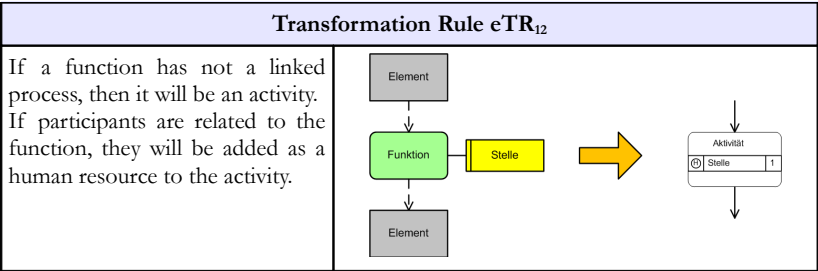 Transformation Rule eTR₁₂
If a function has not a linked
process, then it will be an activity.
If participants are related to the
function, they will be added as a
human resource to the activity.
Element
Funktion
Stelle
Element
Aktivität
H Stelle 1